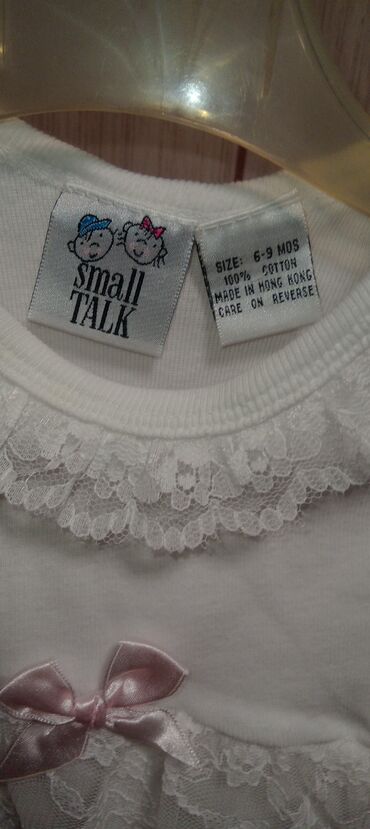 small
TALK
SIZE: 6-9 MOS
100% COTTON
MADE IN HONG KONG
CARE ON REVERSE